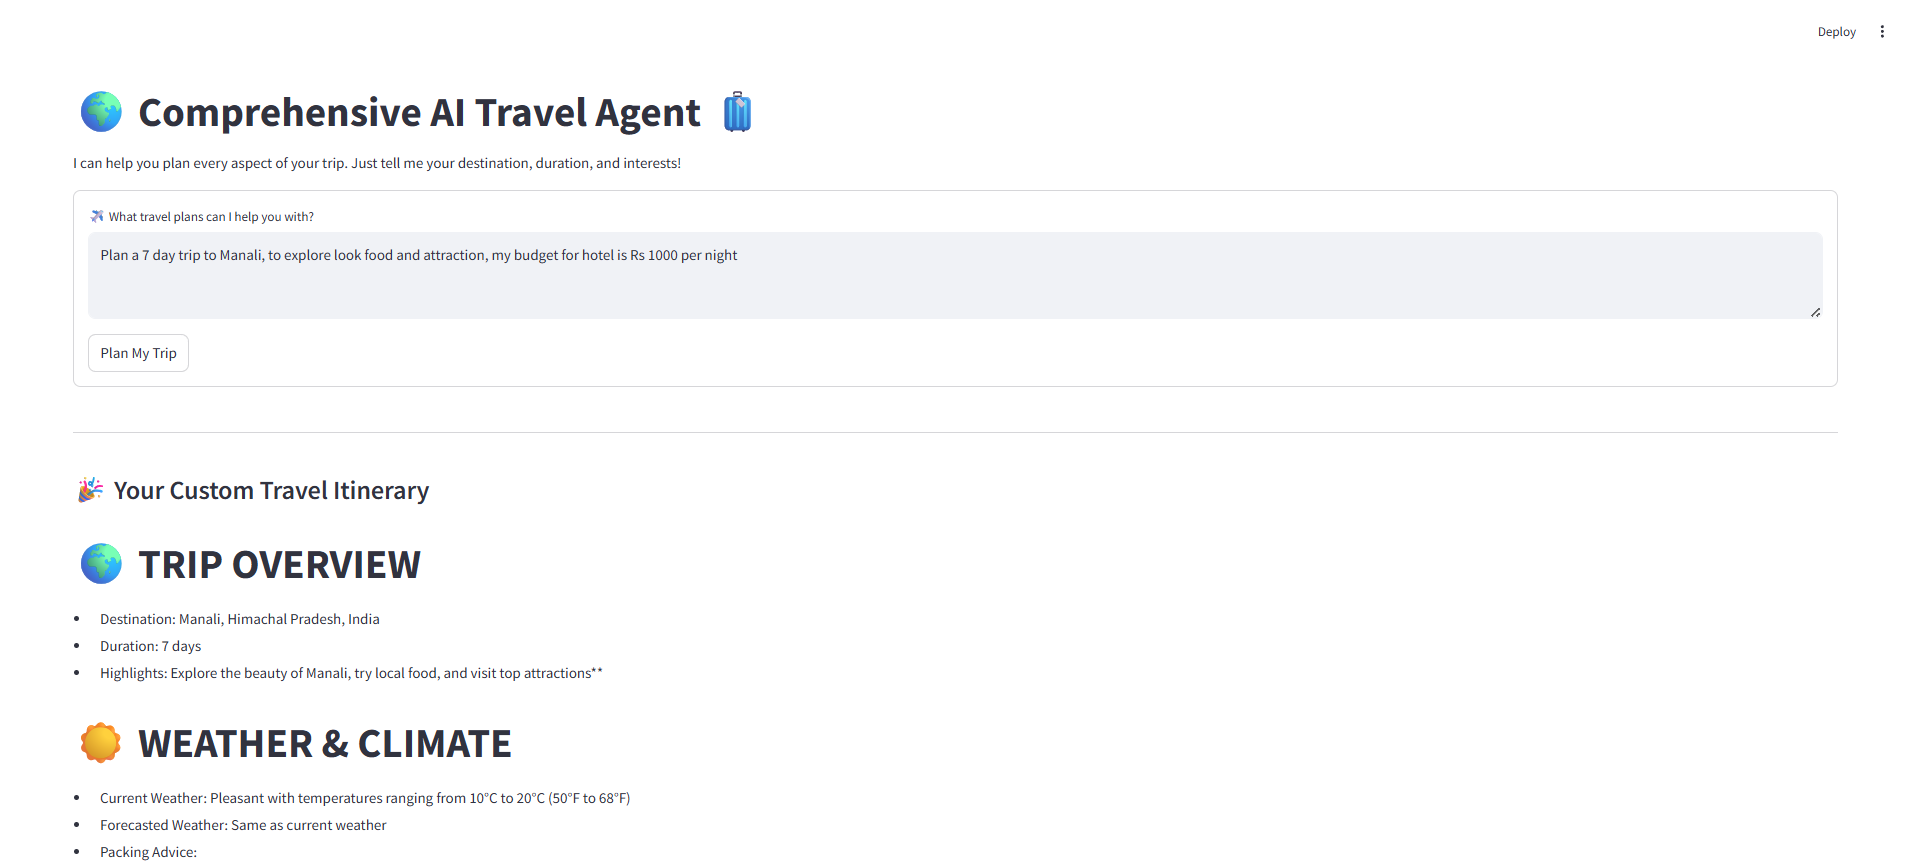 Deploy
Comprehensive AI Travel Agent
I can help you plan every aspect of your trip. Just tell me your destination, duration, and interests!
What travel plans can I help you with?
Plan a 7 day trip to Manali, to explore look food and attraction, my budget for hotel is Rs 1000 per night
Plan My Trip
Your Custom Travel Itinerary
TRIP OVERVIEW
• Destination: Manali, Himachal Pradesh, India
• Duration: 7 days
• Highlights: Explore the beauty of Manali, try local food, and visit top attractions**
WEATHER & CLIMATE
• Current Weather: Pleasant with temperatures ranging from 10°C to 20°C (50°F to 68°F)
• Forecasted Weather: Same as current weather
• Packing Advice: